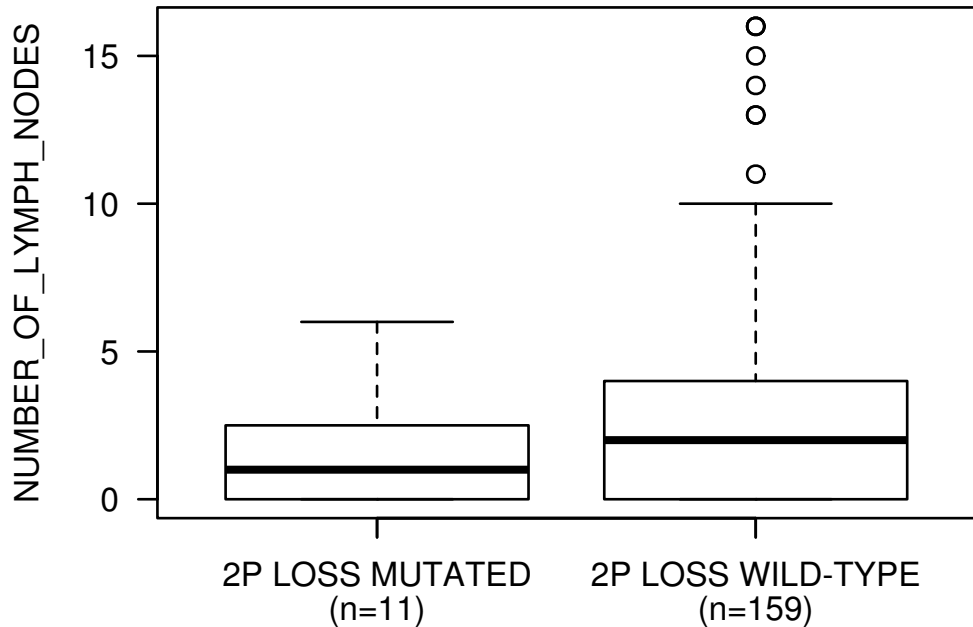 NUMBER_OF_LYMPH_NODES
15
10
5
0
2P LOSS MUTATED
(n=11)
2P LOSS WILD-TYPE
(n=159)